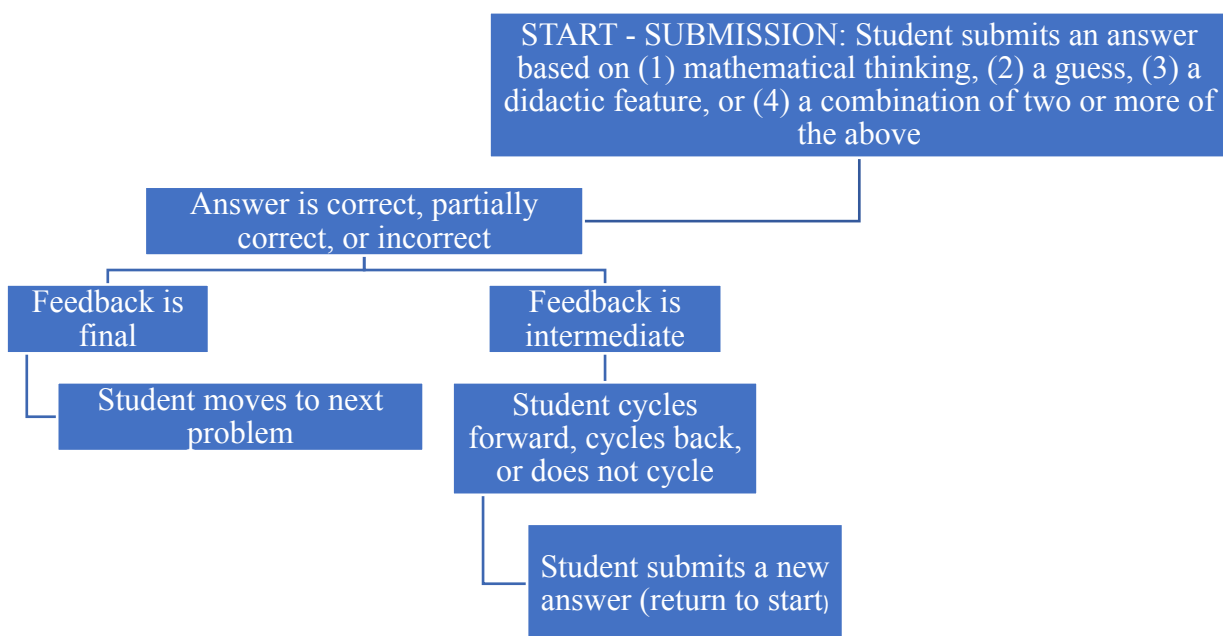 START - SUBMISSION: Student submits an answer
based on (1) mathematical thinking, (2) a guess, (3) a
didactic feature, or (4) a combination of two or more of
the above
Answer is correct, partially
correct, or incorrect
Feedback is
final
Feedback is
intermediate
Student moves to next
problem
Student cycles
forward, cycles back,
or does not cycle
Student submits a new
answer (return to start)